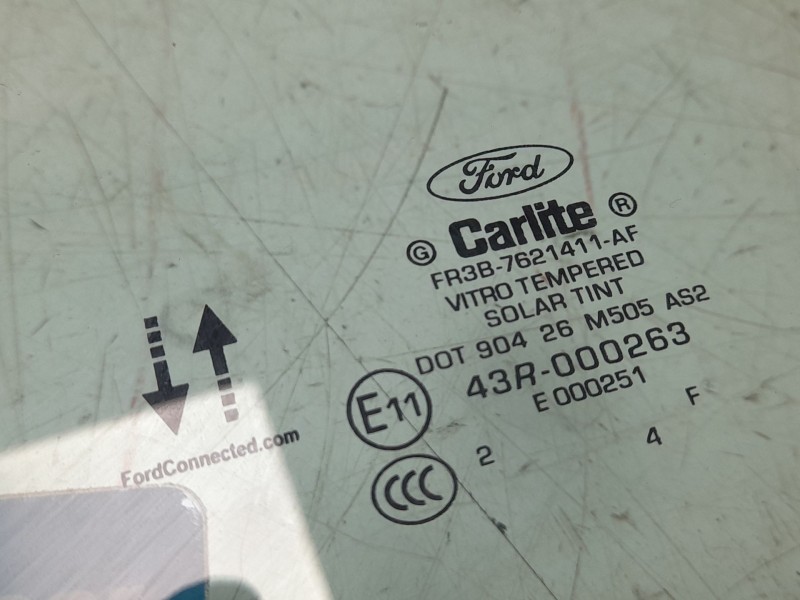 Ford
G Carlite R
FR3B-7621411-AF
VITRO TEMPERED
SOLAR TINT
DOT 904 26 M505 AS2
43R-000263
E11
E 000251
2 4 F
CCC
FordConnected.com